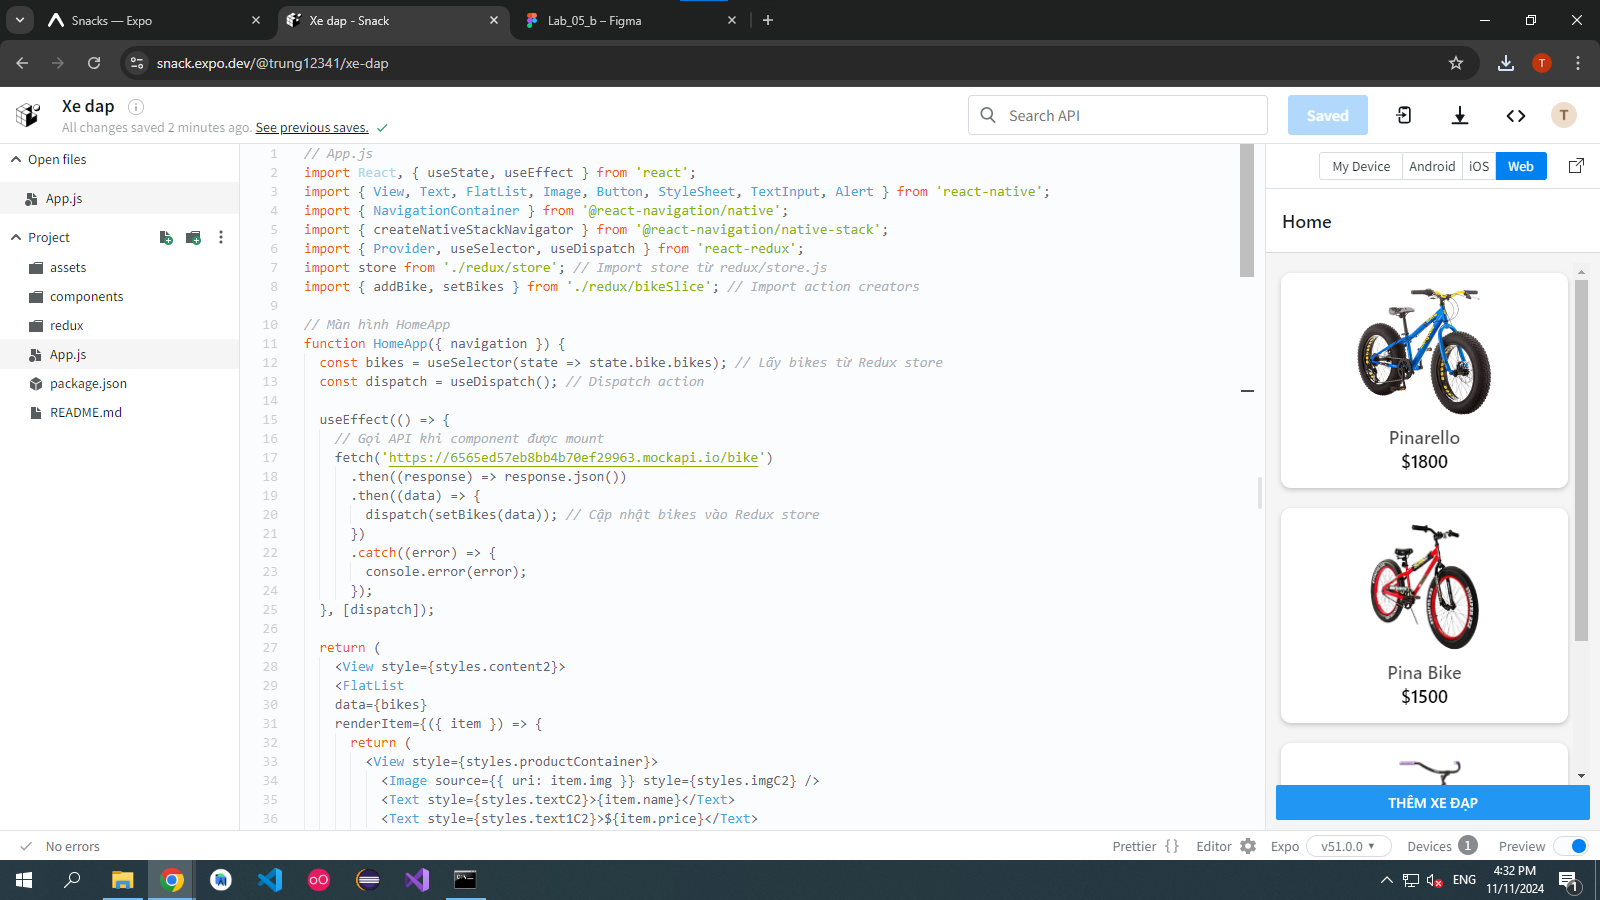 Snacks — Expo
Xe dap - Snack
Lab_05_b – Figma
snack.expo.dev/@trung12341/xe-dap
T
Xe dap
All changes saved 2 minutes ago. See previous saves.
Search API
Saved
T
Open files
App.js
Project
assets
components
redux
App.js
package.json
README.md
1 // App.js
2 import React, { useState, useEffect } from 'react';
3 import { View, Text, FlatList, Image, Button, StyleSheet, TextInput, Alert } from 'react-native';
4 import { NavigationContainer } from '@react-navigation/native';
5 import { createNativeStackNavigator } from '@react-navigation/native-stack';
6 import { Provider, useSelector, useDispatch } from 'react-redux';
7 import store from './redux/store'; // Import store từ redux/store.js
8 import { addBike, setBikes } from './redux/bikeSlice'; // Import action creators
9
10 // Màn hình HomeApp
11 function HomeApp({ navigation }) {
12 const bikes = useSelector(state => state.bike.bikes); // Lấy bikes từ Redux store
13 const dispatch = useDispatch(); // Dispatch action
14
15 useEffect(() => {
16 // Gọi API khi component được mount
17 fetch('https://6565ed57eb8bb4b70ef29963.mockapi.io/bike')
18 .then((response) => response.json())
19 .then((data) => {
20 dispatch(setBikes(data)); // Cập nhật bikes vào Redux store
21 })
22 .catch((error) => {
23 console.error(error);
24 });
25 }, [dispatch]);
26
27 return (
28 <View style={styles.content2}>
29 <FlatList
30 data={bikes}
31 renderItem={({ item }) => {
32 return (
33 <View style={styles.productContainer}>
34 <Image source={{ uri: item.img }} style={styles.imgC2} />
35 <Text style={styles.textC2}>{item.name}</Text>
36 <Text style={styles.text1C2}>${item.price}</Text>
My Device
Android
iOS
Web
Home
Pinarello
$1800
Pina Bike
$1500
THÊM XE ĐẠP
No errors
Prettier { }
Editor
Expo
v51.0.0
Devices 1
Preview
ENG
4:32 PM
11/11/2024
1